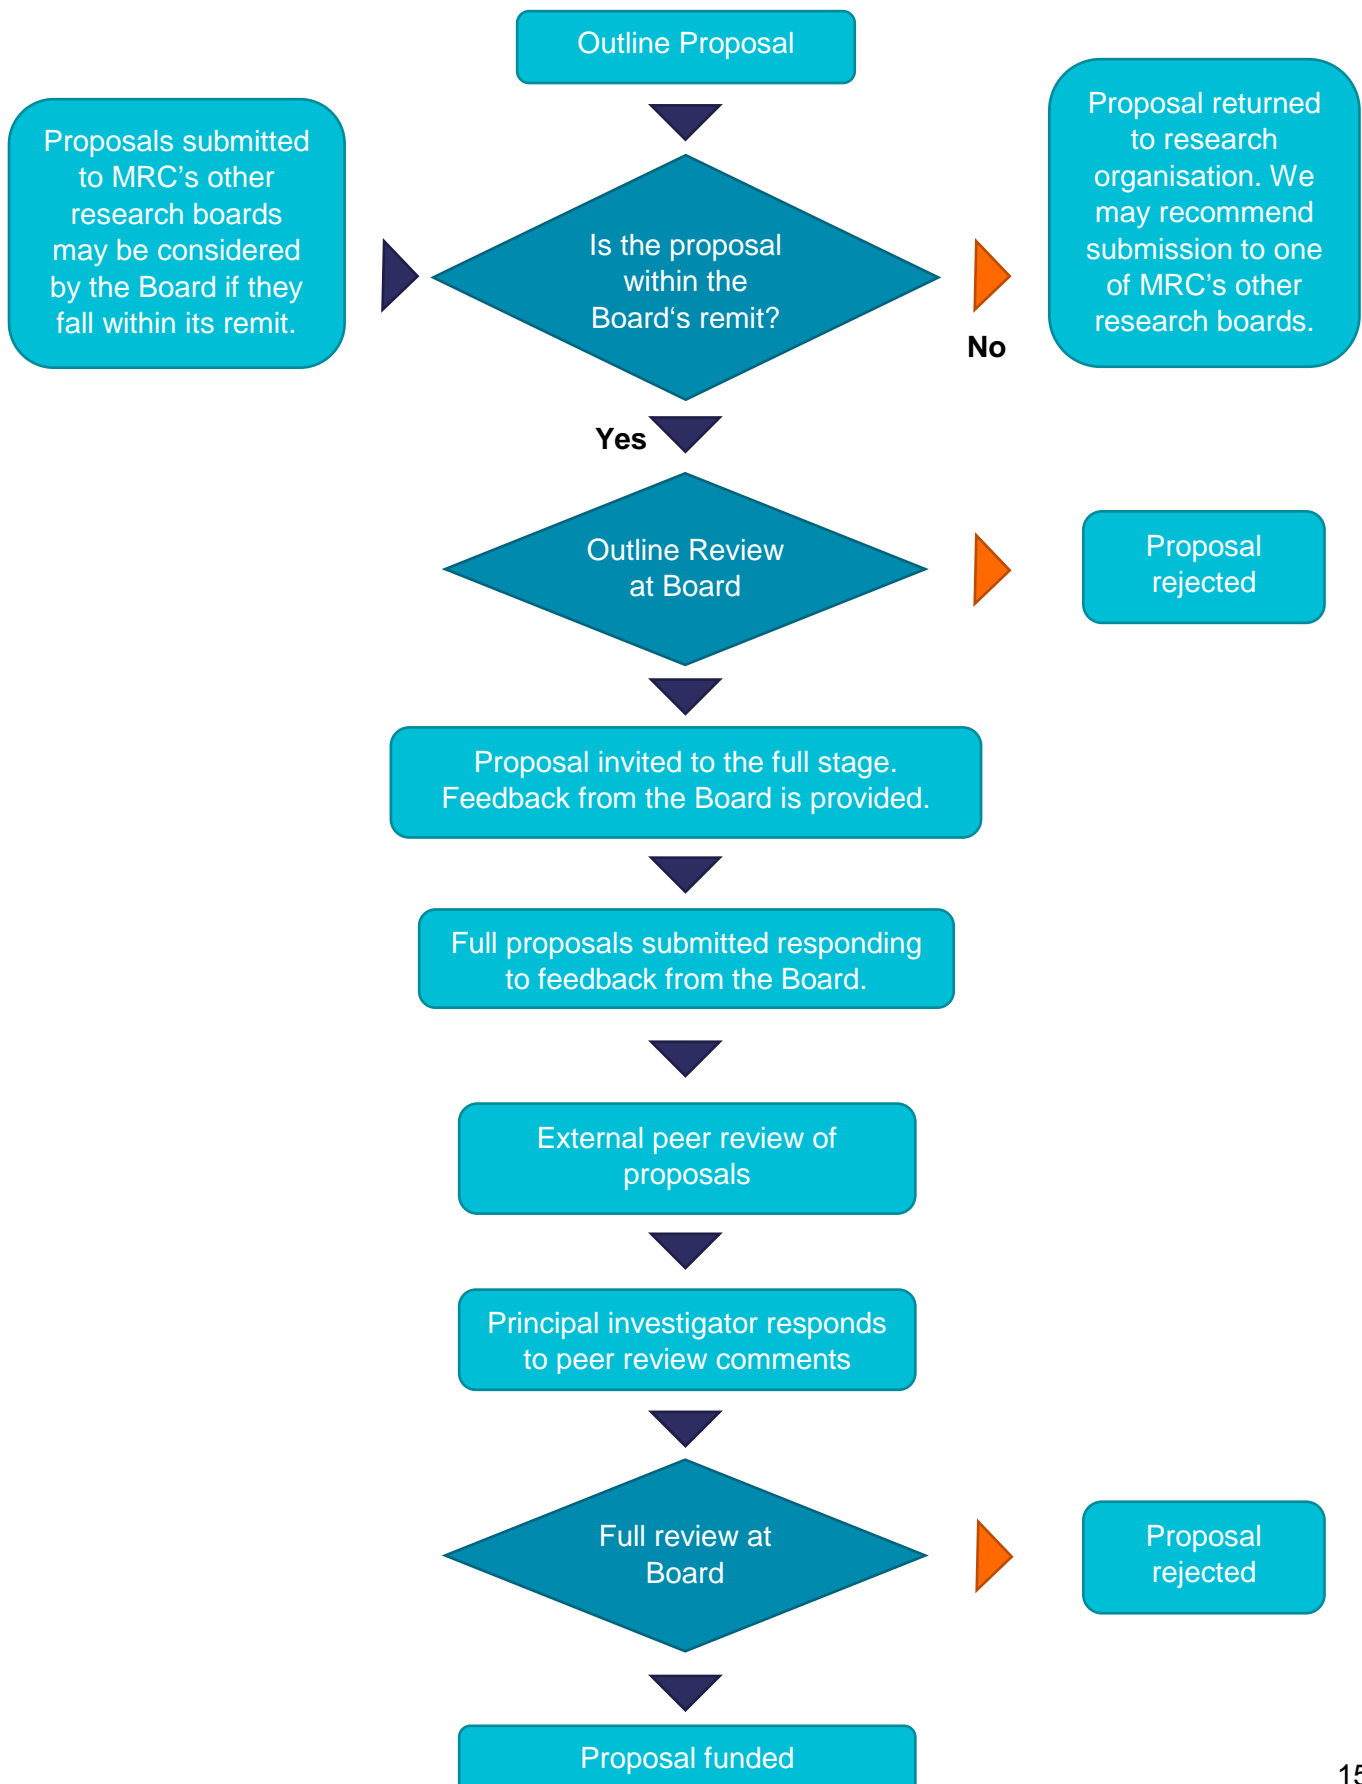 Outline Proposal
Proposals submitted
to MRC’s other
research boards
may be considered
by the Board if they
fall within its remit.
Is the proposal
within the
Board‘s remit?
Proposal returned
to research
organisation. We
may recommend
submission to one
of MRC’s other
research boards.
No
Yes
Outline Review
at Board
Proposal
rejected
Proposal invited to the full stage.
Feedback from the Board is provided.
Full proposals submitted responding
to feedback from the Board.
External peer review of
proposals
Principal investigator responds
to peer review comments
Full review at
Board
Proposal
rejected
Proposal funded
15